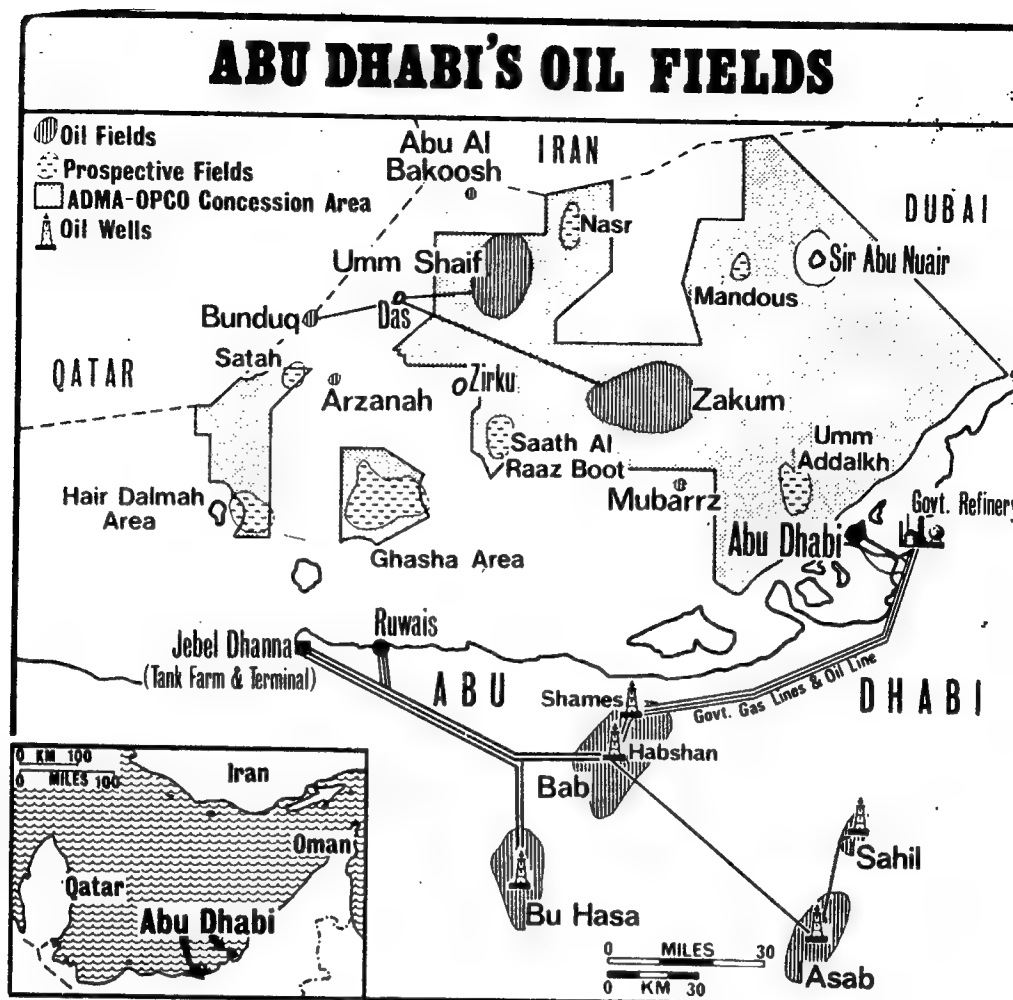 ABU DHABI'S OIL FIELDS
Oil Fields
Prospective Fields
ADMA-OPCO Concession Area
Oil Wells
Abu Al
Bakoosh
IRAN
DUBAI
Nasr
Umm Shaif
Sir Abu Nuair
Mandous
Bunduq
Das
Satah
QATAR
Arzanah
Zirku
Zakum
Saath Al
Raaz Boot
Umm
Addalkh
Mubarrz
Hair Dalmah
Area
Ghasha Area
Govt. Refinery
Abu Dhabi
Jebel Dhanna
(Tank Farm & Terminal)
Ruwais
ABU
DHABI
Shames
Govt. Gas Lines & Oil Line
Habshan
Bab
Bu Hasa
Sahil
Asab
0 KM 100
0 MILES 100
Iran
Oman
Qatar
Abu Dhabi
0 MILES 30
0 KM 30